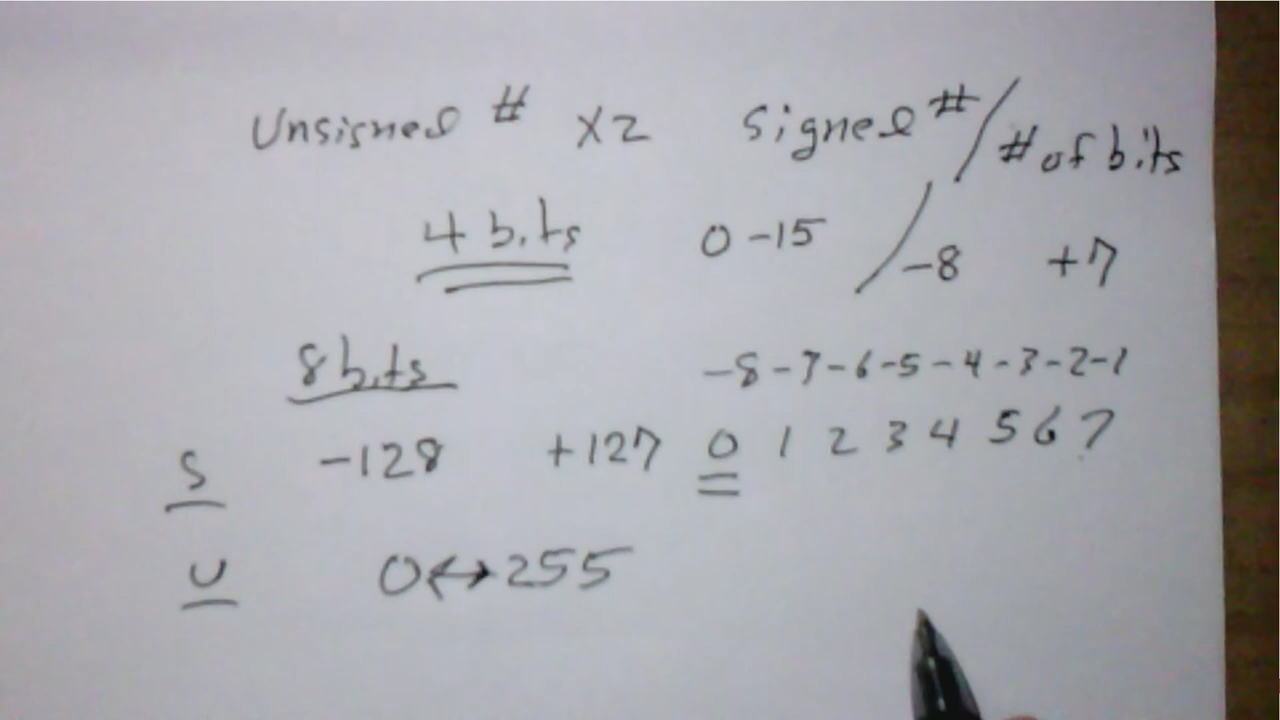 Unsigned # X2 Signed # / # of bits
4 bits 0 - 15 / -8 +7
8 bits -8 -7 -6 -5 -4 -3 -2 -1
S -128 +127 0 1 2 3 4 5 6 7
U 0 ↔ 255